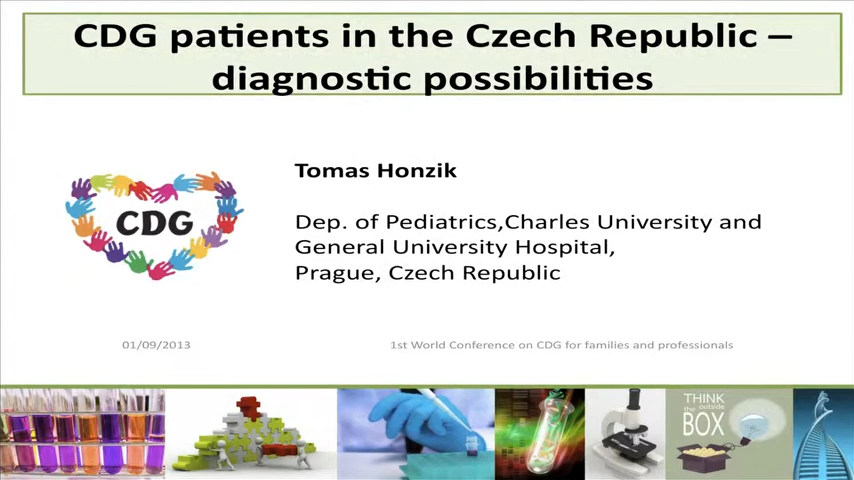 CDG patients in the Czech Republic –
diagnostic possibilities
Tomas Honzik
CDG
Dep. of Pediatrics,Charles University and
General University Hospital,
Prague, Czech Republic
01/09/2013
1st World Conference on CDG for families and professionals
THINK
outside
the
BOX